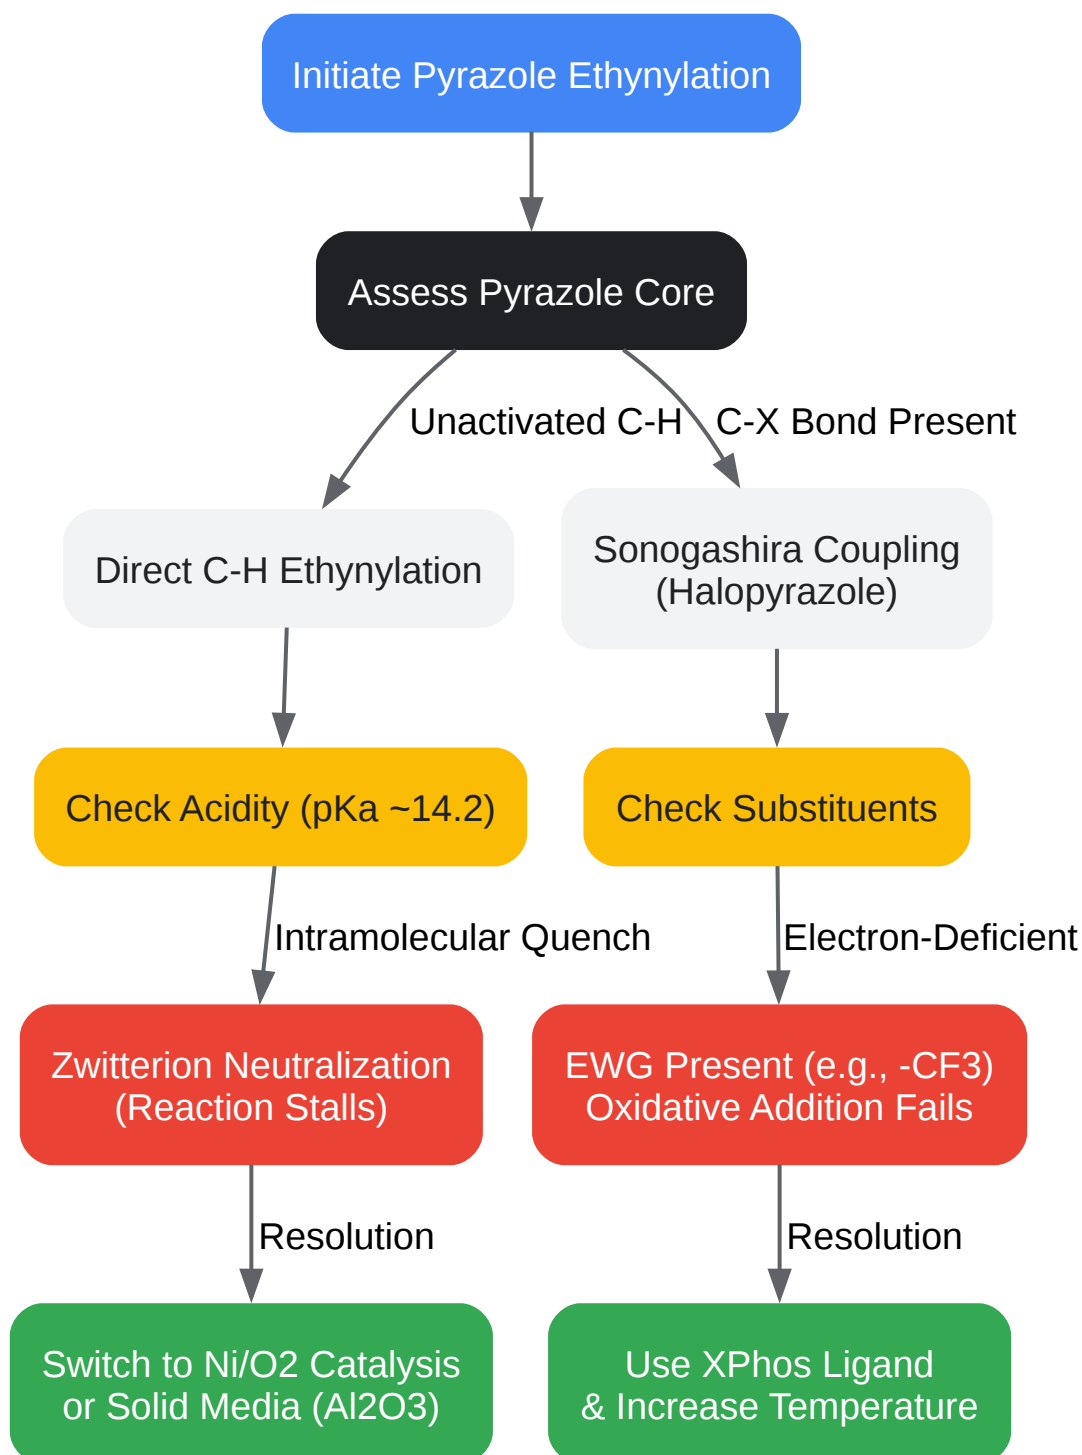 Initiate Pyrazole Ethynylation
Assess Pyrazole Core
Unactivated C-H
C-X Bond Present
Direct C-H Ethynylation
Sonogashira Coupling
(Halopyrazole)
Check Acidity (pKa ~14.2)
Check Substituents
Intramolecular Quench
Electron-Deficient
Zwitterion Neutralization
(Reaction Stalls)
EWG Present (e.g., -CF3)
Oxidative Addition Fails
Resolution
Resolution
Switch to Ni/O2 Catalysis
or Solid Media (Al2O3)
Use XPhos Ligand
& Increase Temperature